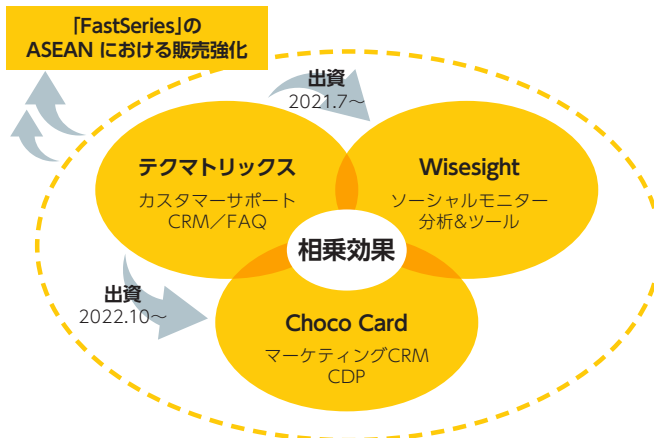 「FastSeries」の
ASEAN における販売強化
出資
2021.7～
テクマトリックス
カスタマーサポート
CRM／FAQ
Wisesight
ソーシャルモニター
分析&ツール
相乗効果
出資
2022.10～
Choco Card
マーケティングCRM
CDP